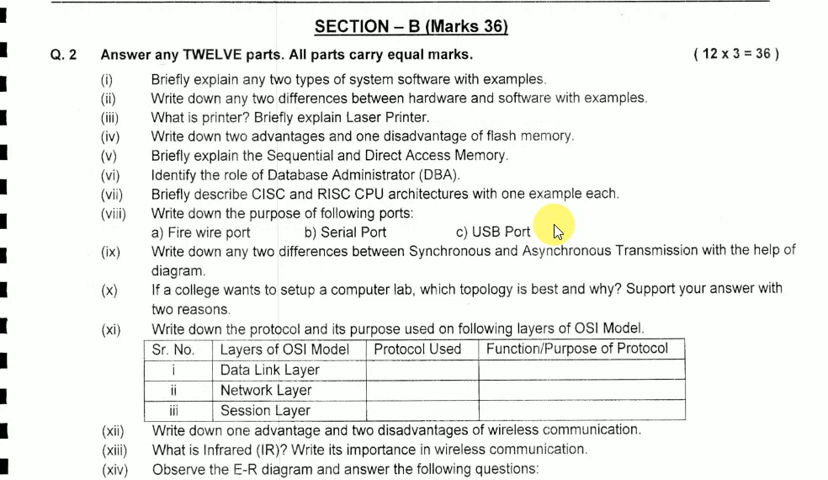 SECTION – B (Marks 36)
Q. 2 Answer any TWELVE parts. All parts carry equal marks. ( 12 x 3 = 36 )
(i) Briefly explain any two types of system software with examples.
(ii) Write down any two differences between hardware and software with examples.
(iii) What is printer? Briefly explain Laser Printer.
(iv) Write down two advantages and one disadvantage of flash memory.
(v) Briefly explain the Sequential and Direct Access Memory.
(vi) Identify the role of Database Administrator (DBA).
(vii) Briefly describe CISC and RISC CPU architectures with one example each.
(viii) Write down the purpose of following ports:
a) Fire wire port b) Serial Port c) USB Port
(ix) Write down any two differences between Synchronous and Asynchronous Transmission with the help of
diagram.
(x) If a college wants to setup a computer lab, which topology is best and why? Support your answer with
two reasons.
(xi) Write down the protocol and its purpose used on following layers of OSI Model.
Sr. No. Layers of OSI Model Protocol Used Function/Purpose of Protocol
i Data Link Layer
ii Network Layer
iii Session Layer
(xii) Write down one advantage and two disadvantages of wireless communication.
(xiii) What is Infrared (IR)? Write its importance in wireless communication.
(xiv) Observe the E-R diagram and answer the following questions: